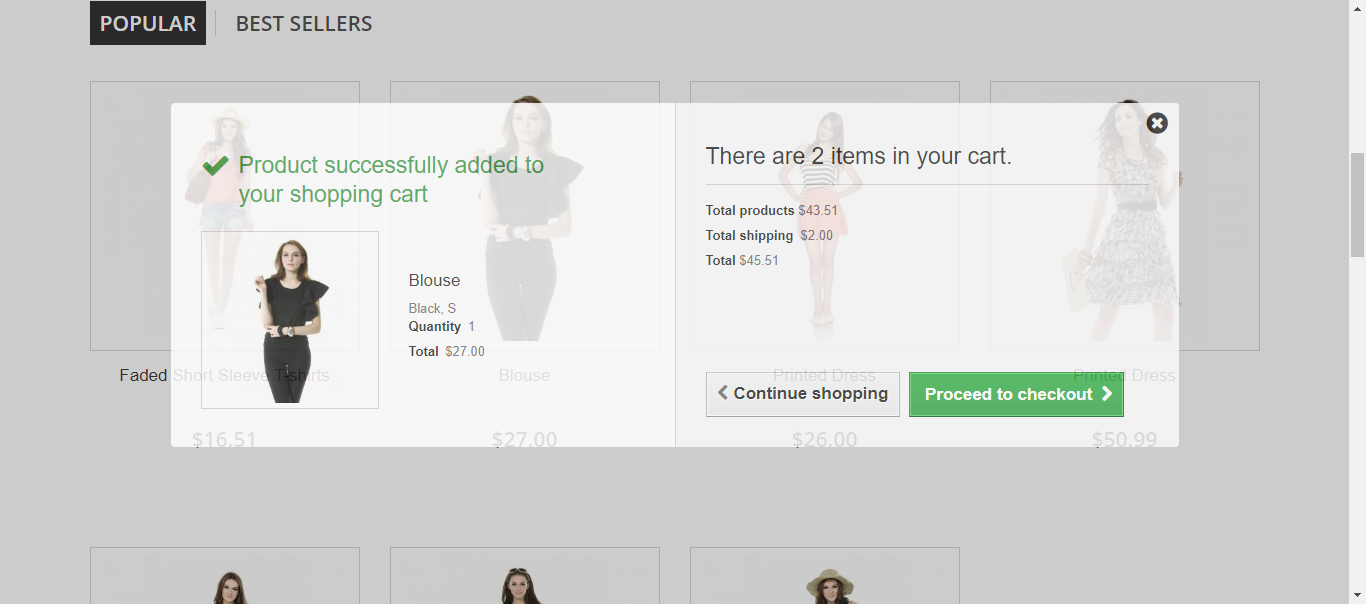 POPULAR
BEST SELLERS
Product successfully added to
your shopping cart
Blouse
Black, S
Quantity 1
Total $27.00
There are 2 items in your cart.
Total products $43.51
Total shipping $2.00
Total $45.51
Continue shopping
Proceed to checkout
Faded Short Sleeve T-shirts
Blouse
Printed Dress
Printed Dress
$16.51
$27.00
$26.00
$50.99